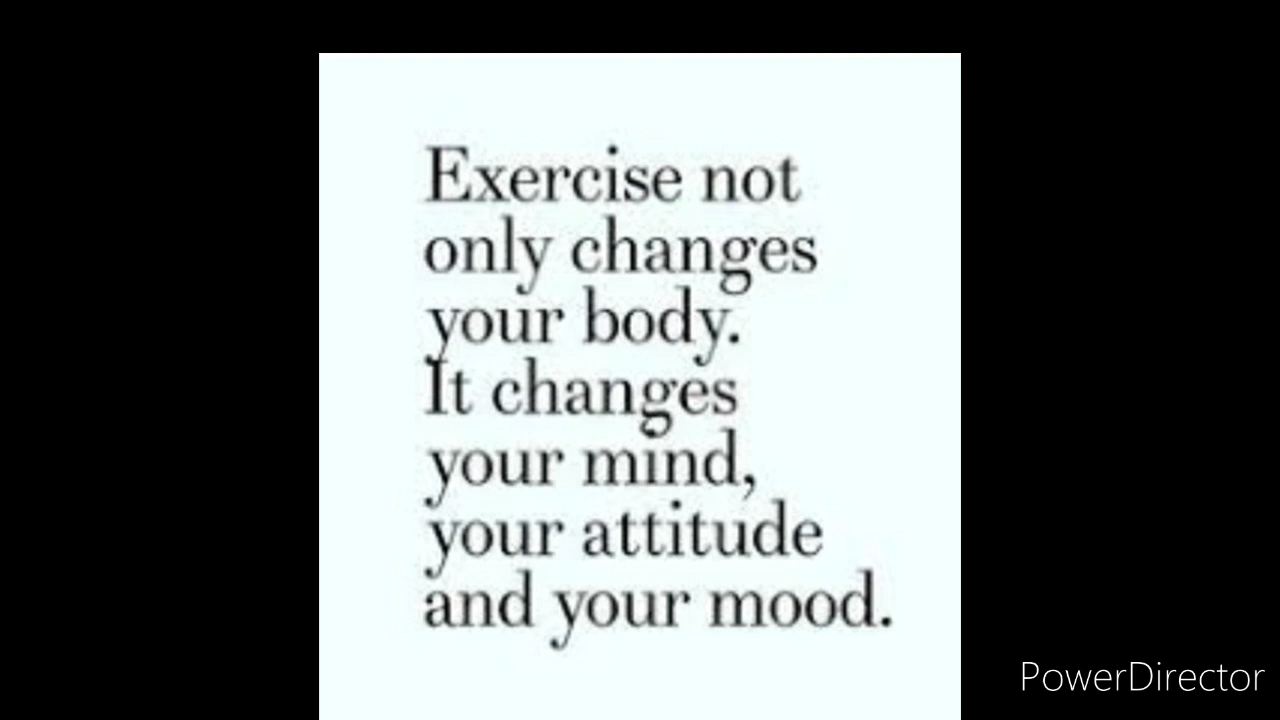 Exercise not
only changes
your body.
It changes
your mind,
your attitude
and your mood.
PowerDirector